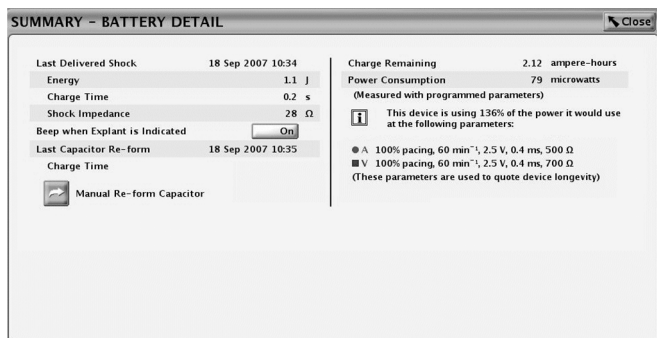 SUMMARY – BATTERY DETAIL
Close
Last Delivered Shock 18 Sep 2007 10:34
Energy 1.1 J
Charge Time 0.2 s
Shock Impedance 28 Ω
Beep when Explant is Indicated On
Last Capacitor Re-form 18 Sep 2007 10:35
Charge Time
Manual Re-form Capacitor
Charge Remaining 2.12 ampere-hours
Power Consumption 79 microwatts
(Measured with programmed parameters)
i This device is using 136% of the power it would use
at the following parameters:
A 100% pacing, 60 min⁻¹, 2.5 V, 0.4 ms, 500 Ω
V 100% pacing, 60 min⁻¹, 2.5 V, 0.4 ms, 700 Ω
(These parameters are used to quote device longevity)